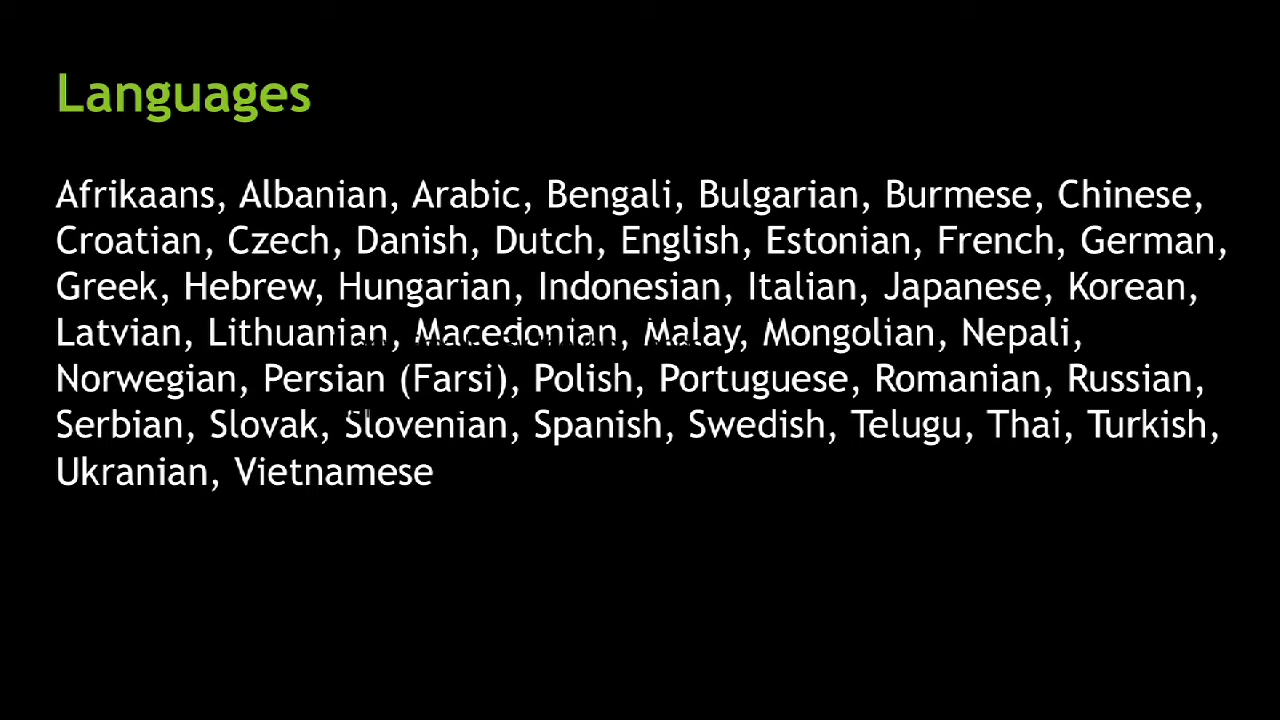 Languages
Afrikaans, Albanian, Arabic, Bengali, Bulgarian, Burmese, Chinese,
Croatian, Czech, Danish, Dutch, English, Estonian, French, German,
Greek, Hebrew, Hungarian, Indonesian, Italian, Japanese, Korean,
Latvian, Lithuanian, Macedonian, Malay, Mongolian, Nepali,
Norwegian, Persian (Farsi), Polish, Portuguese, Romanian, Russian,
Serbian, Slovak, Slovenian, Spanish, Swedish, Telugu, Thai, Turkish,
Ukranian, Vietnamese